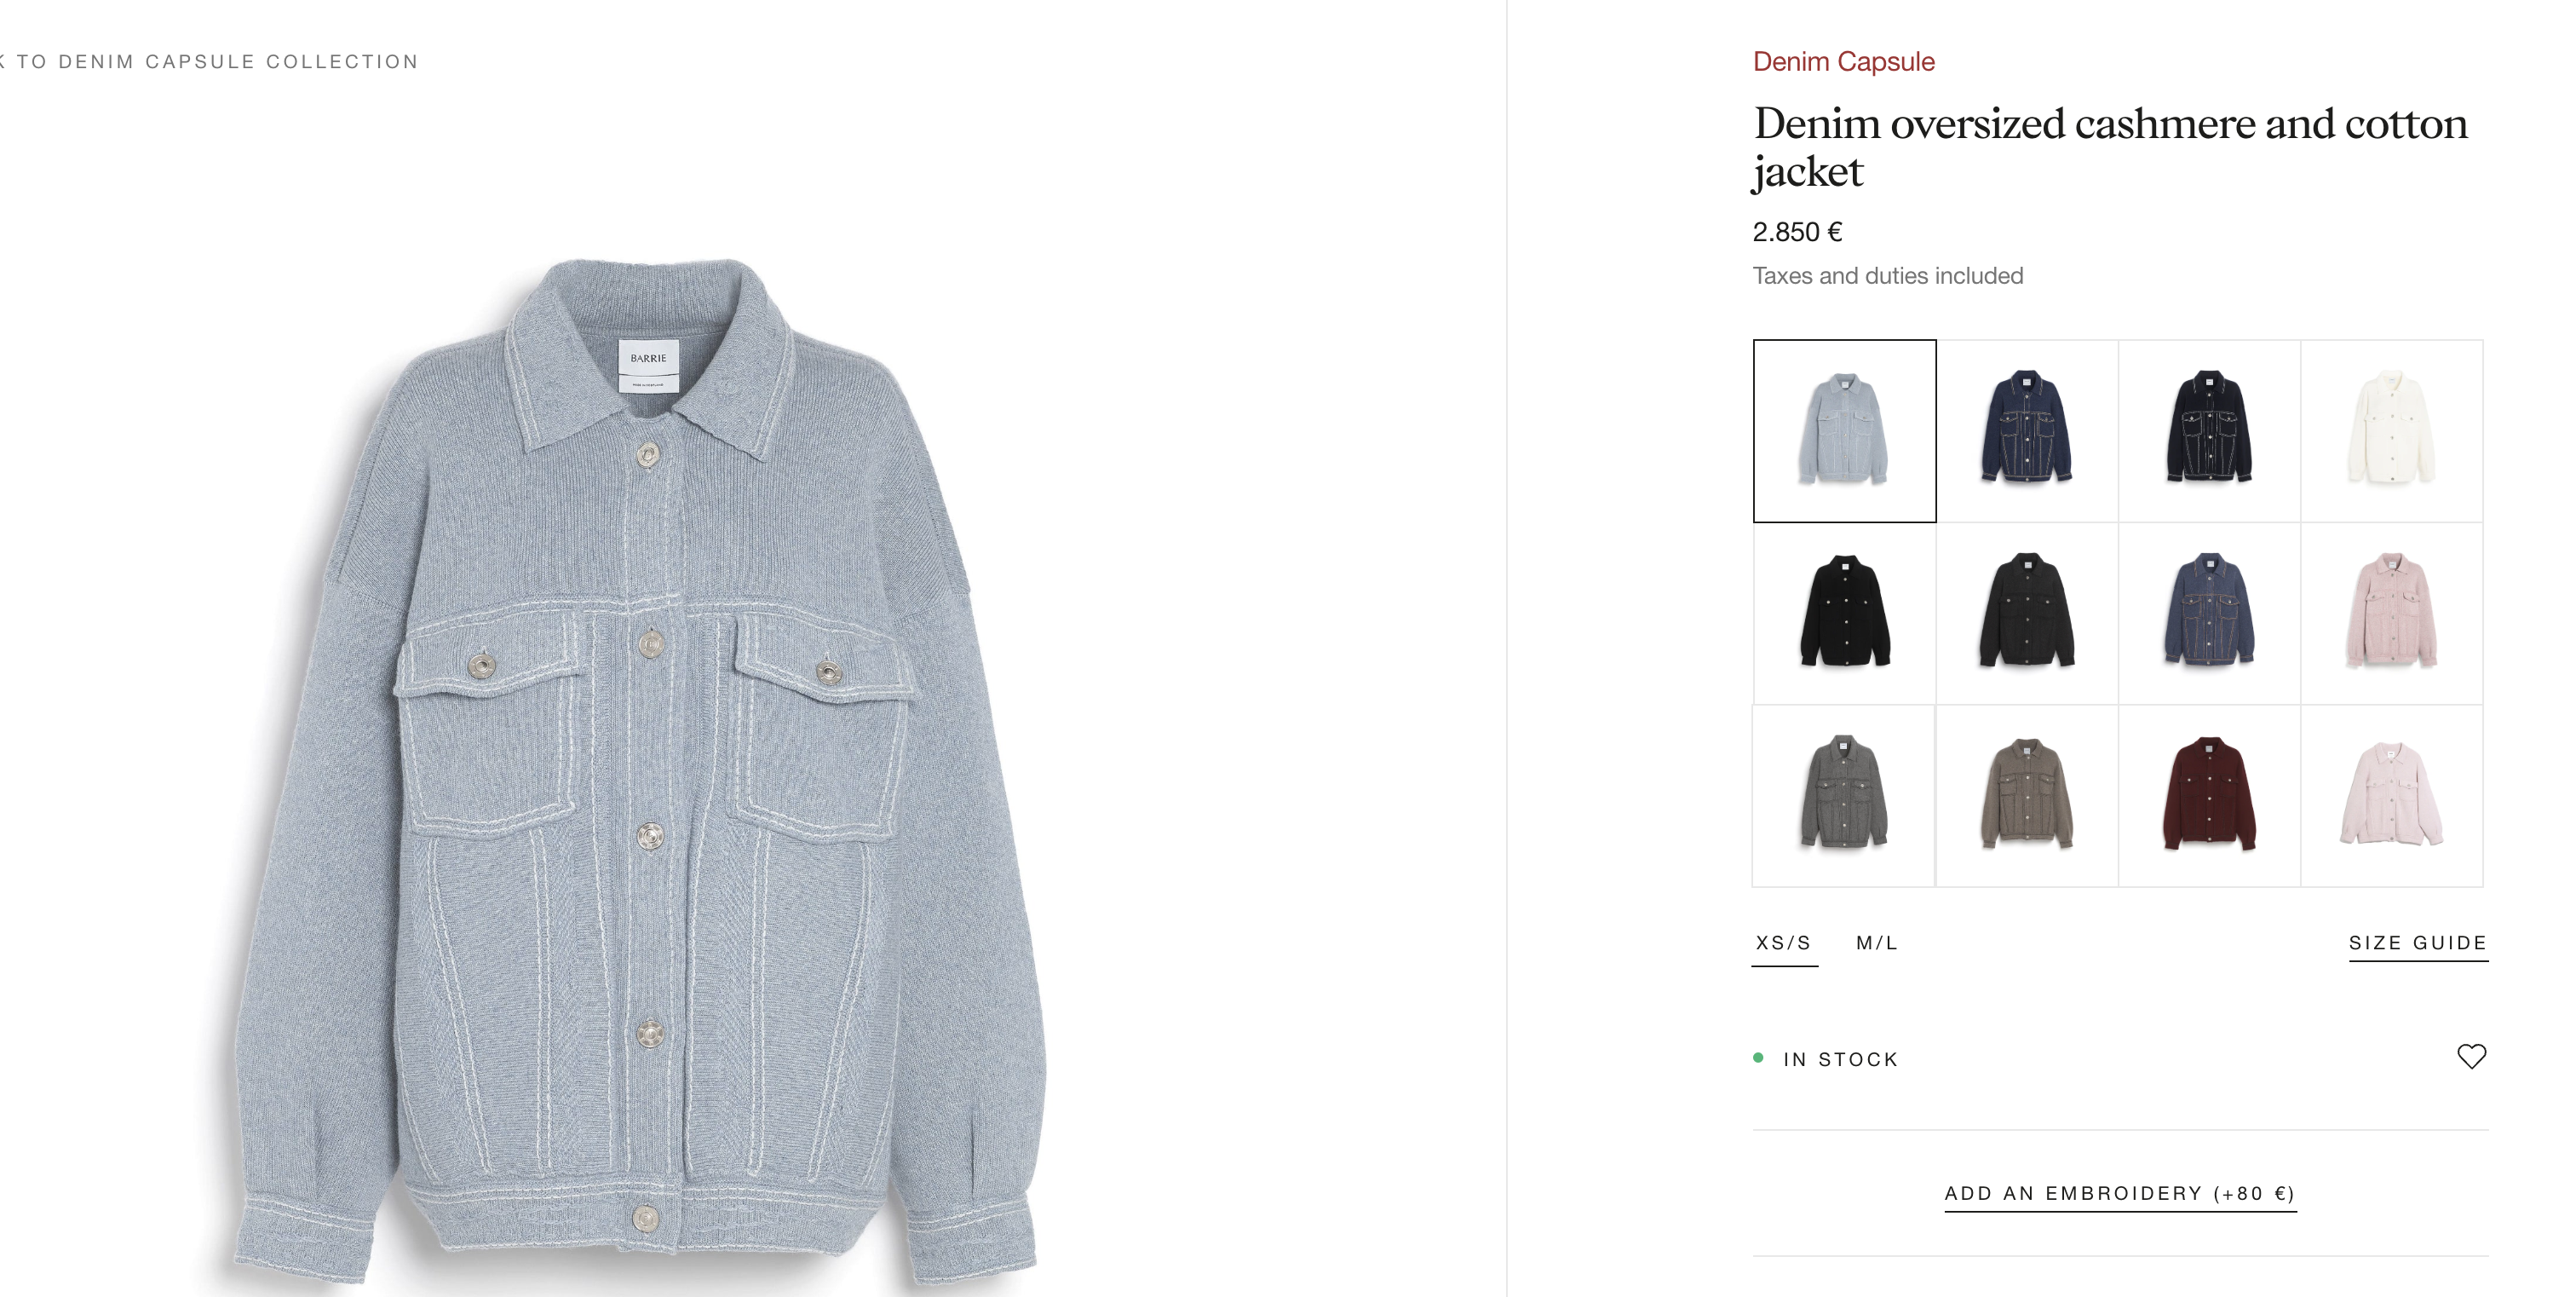 K TO DENIM CAPSULE COLLECTION
BARRIE
Denim Capsule
Denim oversized cashmere and cotton
jacket
2.850 €
Taxes and duties included
XS/S M/L SIZE GUIDE
IN STOCK
ADD AN EMBROIDERY (+80 €)